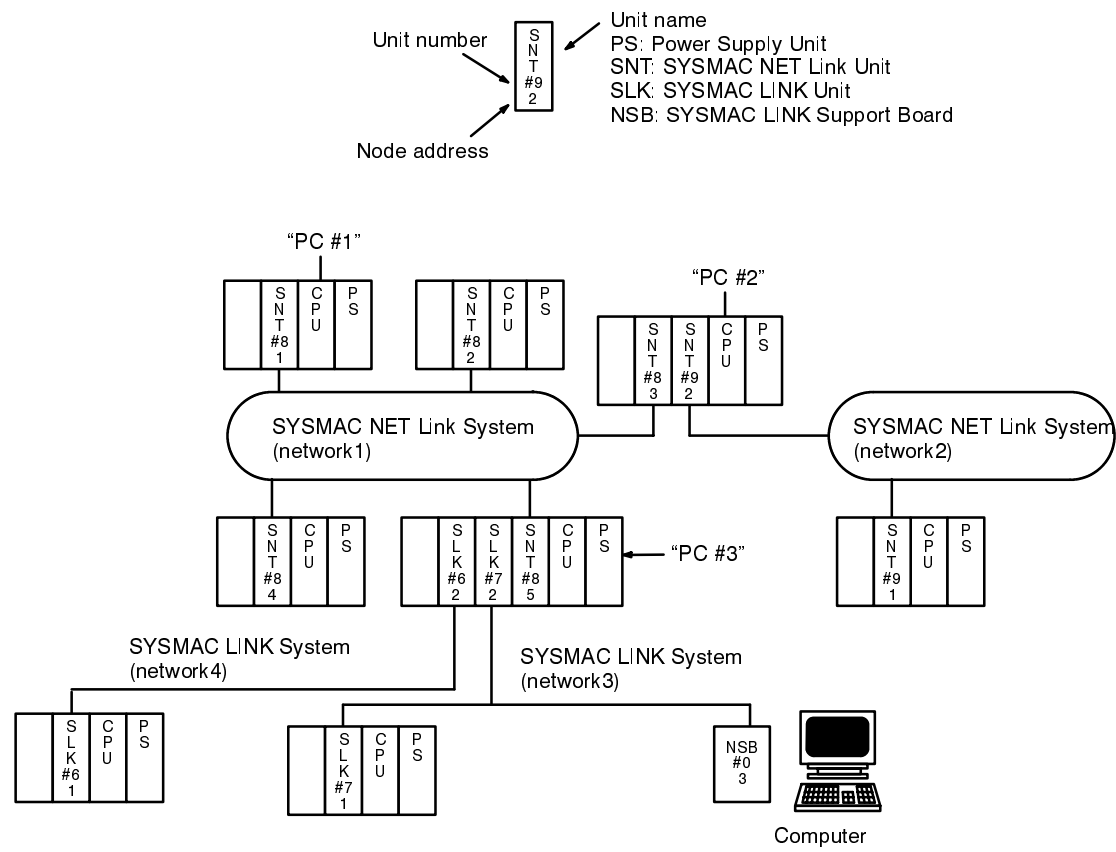 Unit name
PS: Power Supply Unit
SNT: SYSMAC NET Link Unit
SLK: SYSMAC LINK Unit
NSB: SYSMAC LINK Support Board
Unit number
S
N
T
#9
2
Node address
“PC #1”
S
N
T
#8
1
C
P
U
P
S
S
N
T
#8
2
C
P
U
P
S
“PC #2”
S
N
T
#8
3
S
N
T
#9
2
C
P
U
P
S
SYSMAC NET Link System
(network1)
SYSMAC NET Link System
(network2)
S
N
T
#8
4
C
P
U
P
S
S
L
K
#6
2
S
L
K
#7
2
S
N
T
#8
5
C
P
U
P
S
“PC #3”
S
N
T
#9
1
C
P
U
P
S
SYSMAC LINK System
(network4)
SYSMAC LINK System
(network3)
S
L
K
#6
1
C
P
U
P
S
S
L
K
#7
1
C
P
U
P
S
NSB
#0
3
Computer